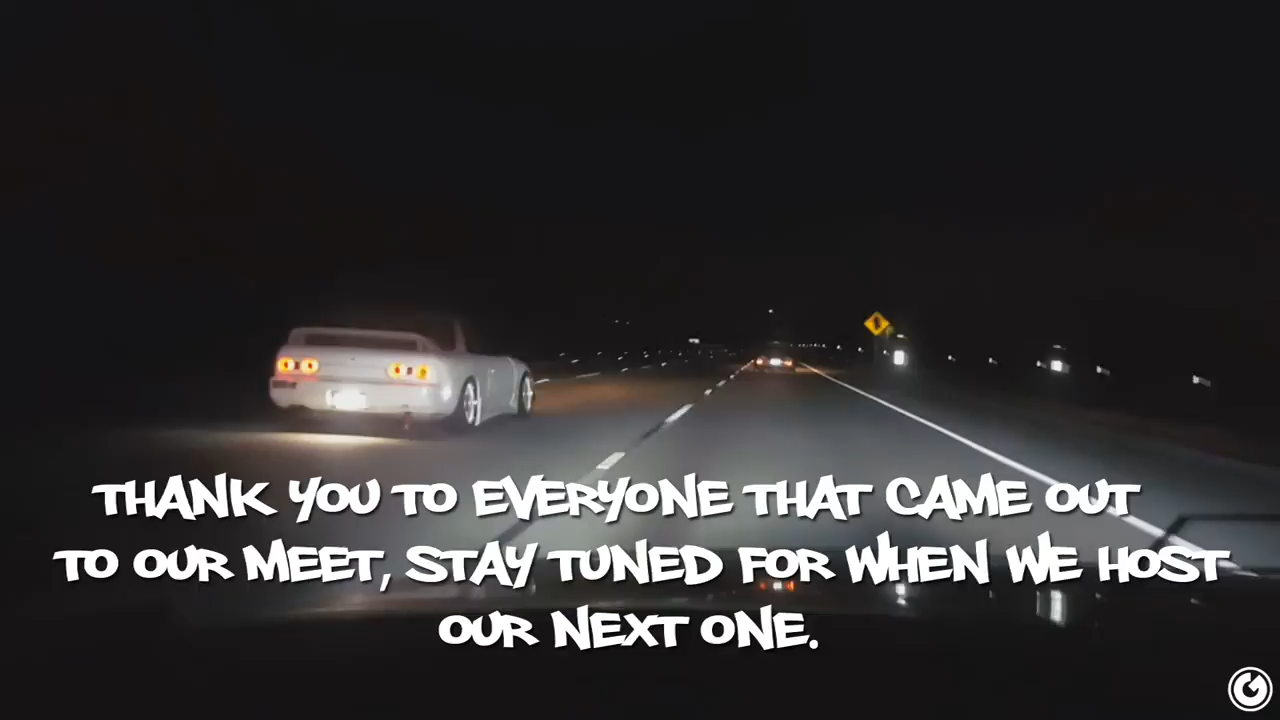 THANK YOU TO EVERYONE THAT CAME OUT
TO OUR MEET, STAY TUNED FOR WHEN WE HOST
OUR NEXT ONE.